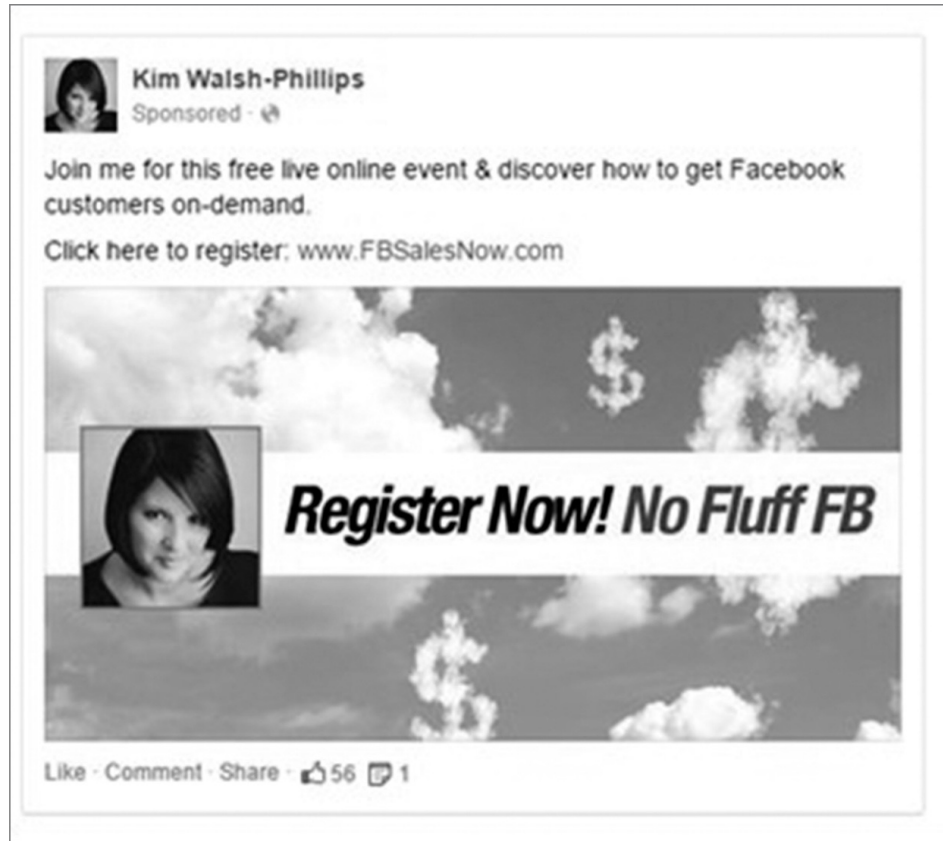 Kim Walsh-Phillips
Sponsored ·
Join me for this free live online event & discover how to get Facebook
customers on-demand.
Click here to register: www.FBSalesNow.com
$
$
$
Register Now! No Fluff FB
Like · Comment · Share · 56 1